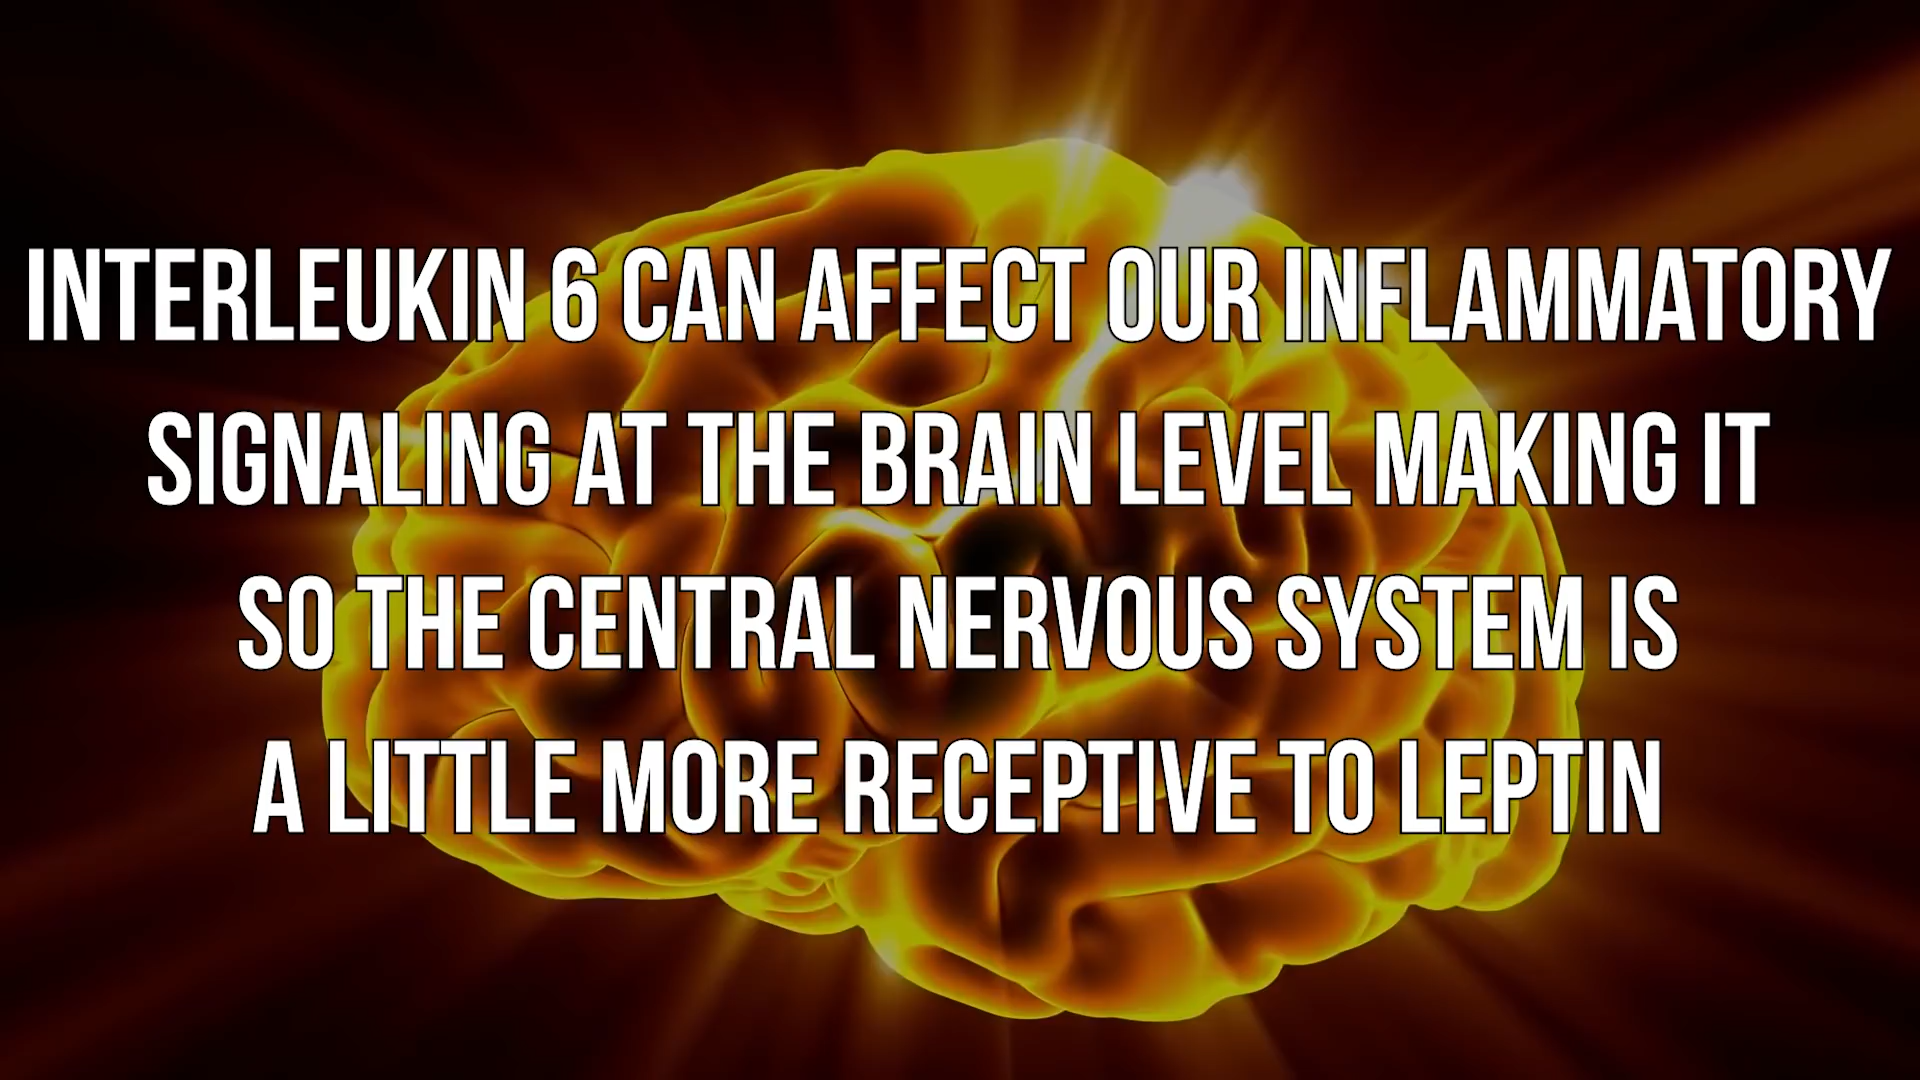 INTERLEUKIN 6 CAN AFFECT OUR INFLAMMATORY
SIGNALING AT THE BRAIN LEVEL MAKING IT
SO THE CENTRAL NERVOUS SYSTEM IS
A LITTLE MORE RECEPTIVE TO LEPTIN